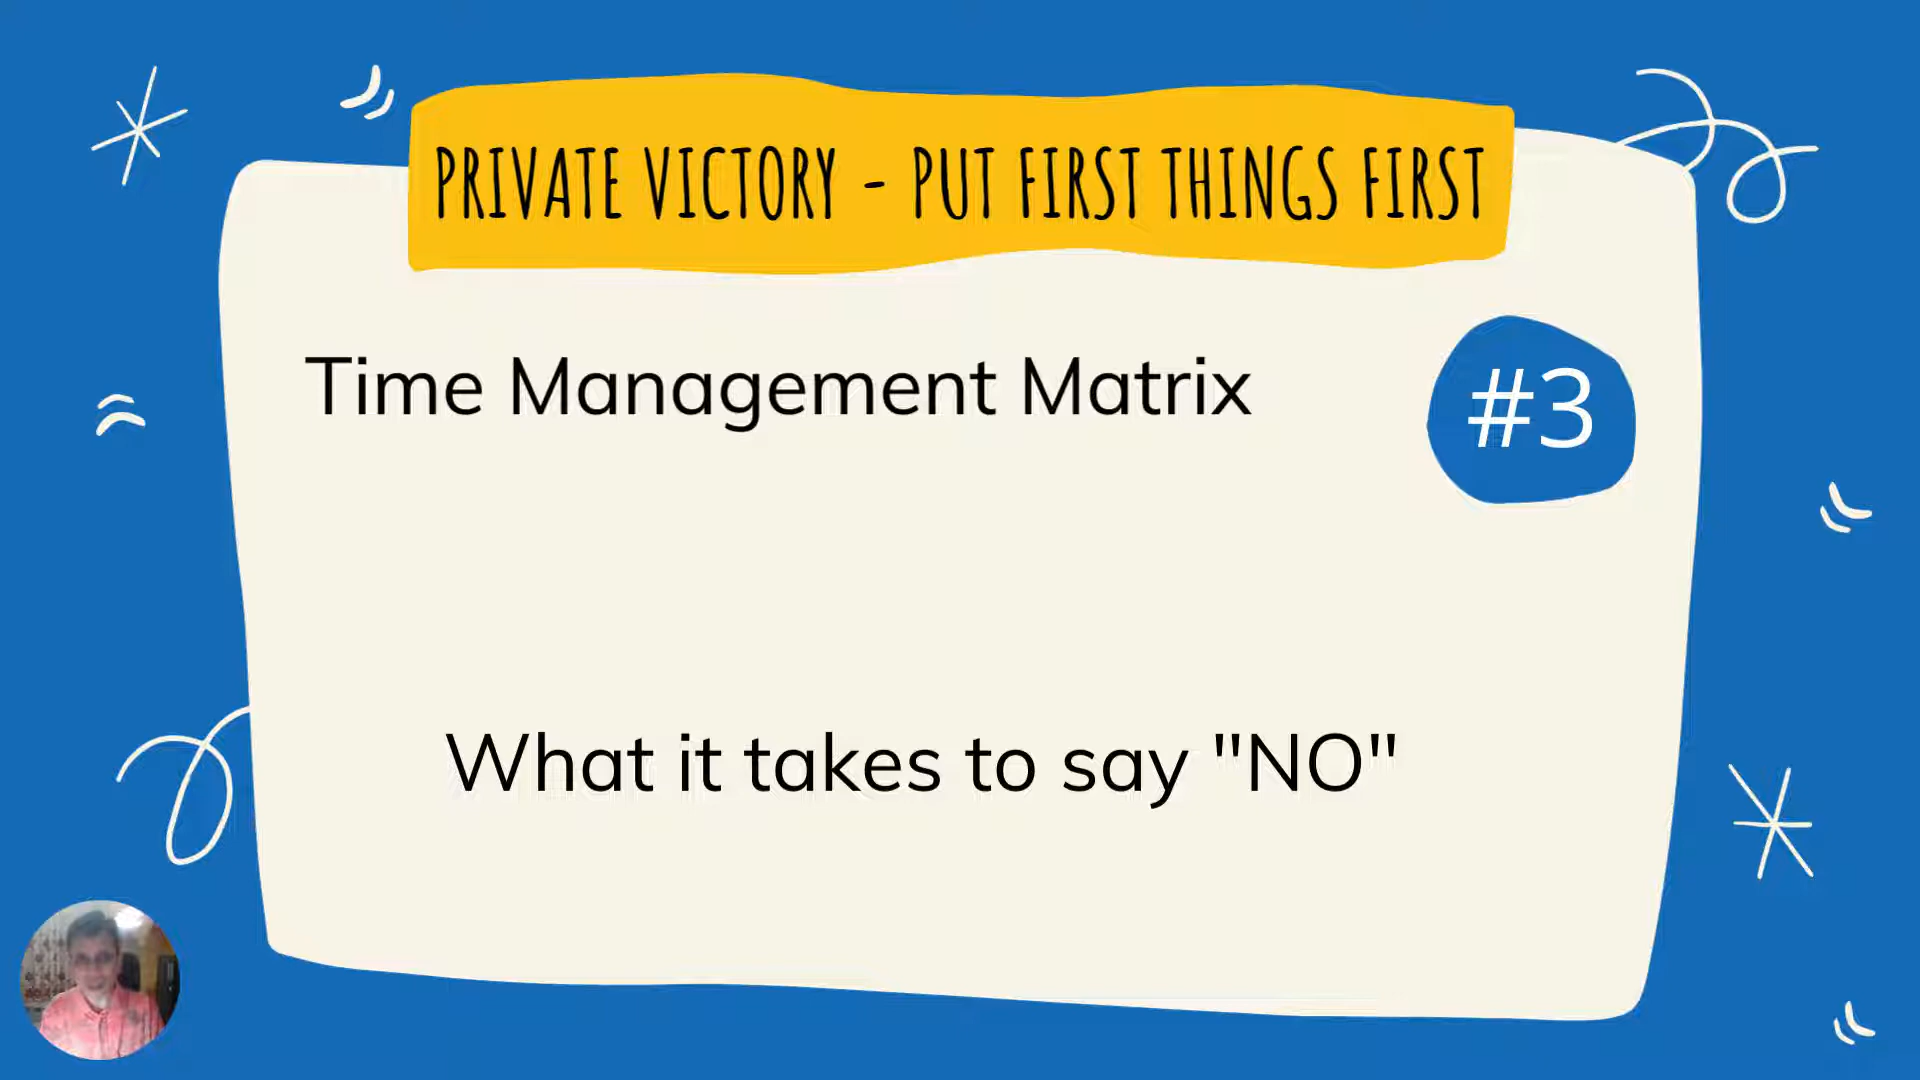 PRIVATE VICTORY - PUT FIRST THINGS FIRST
Time Management Matrix
#3
What it takes to say "NO"